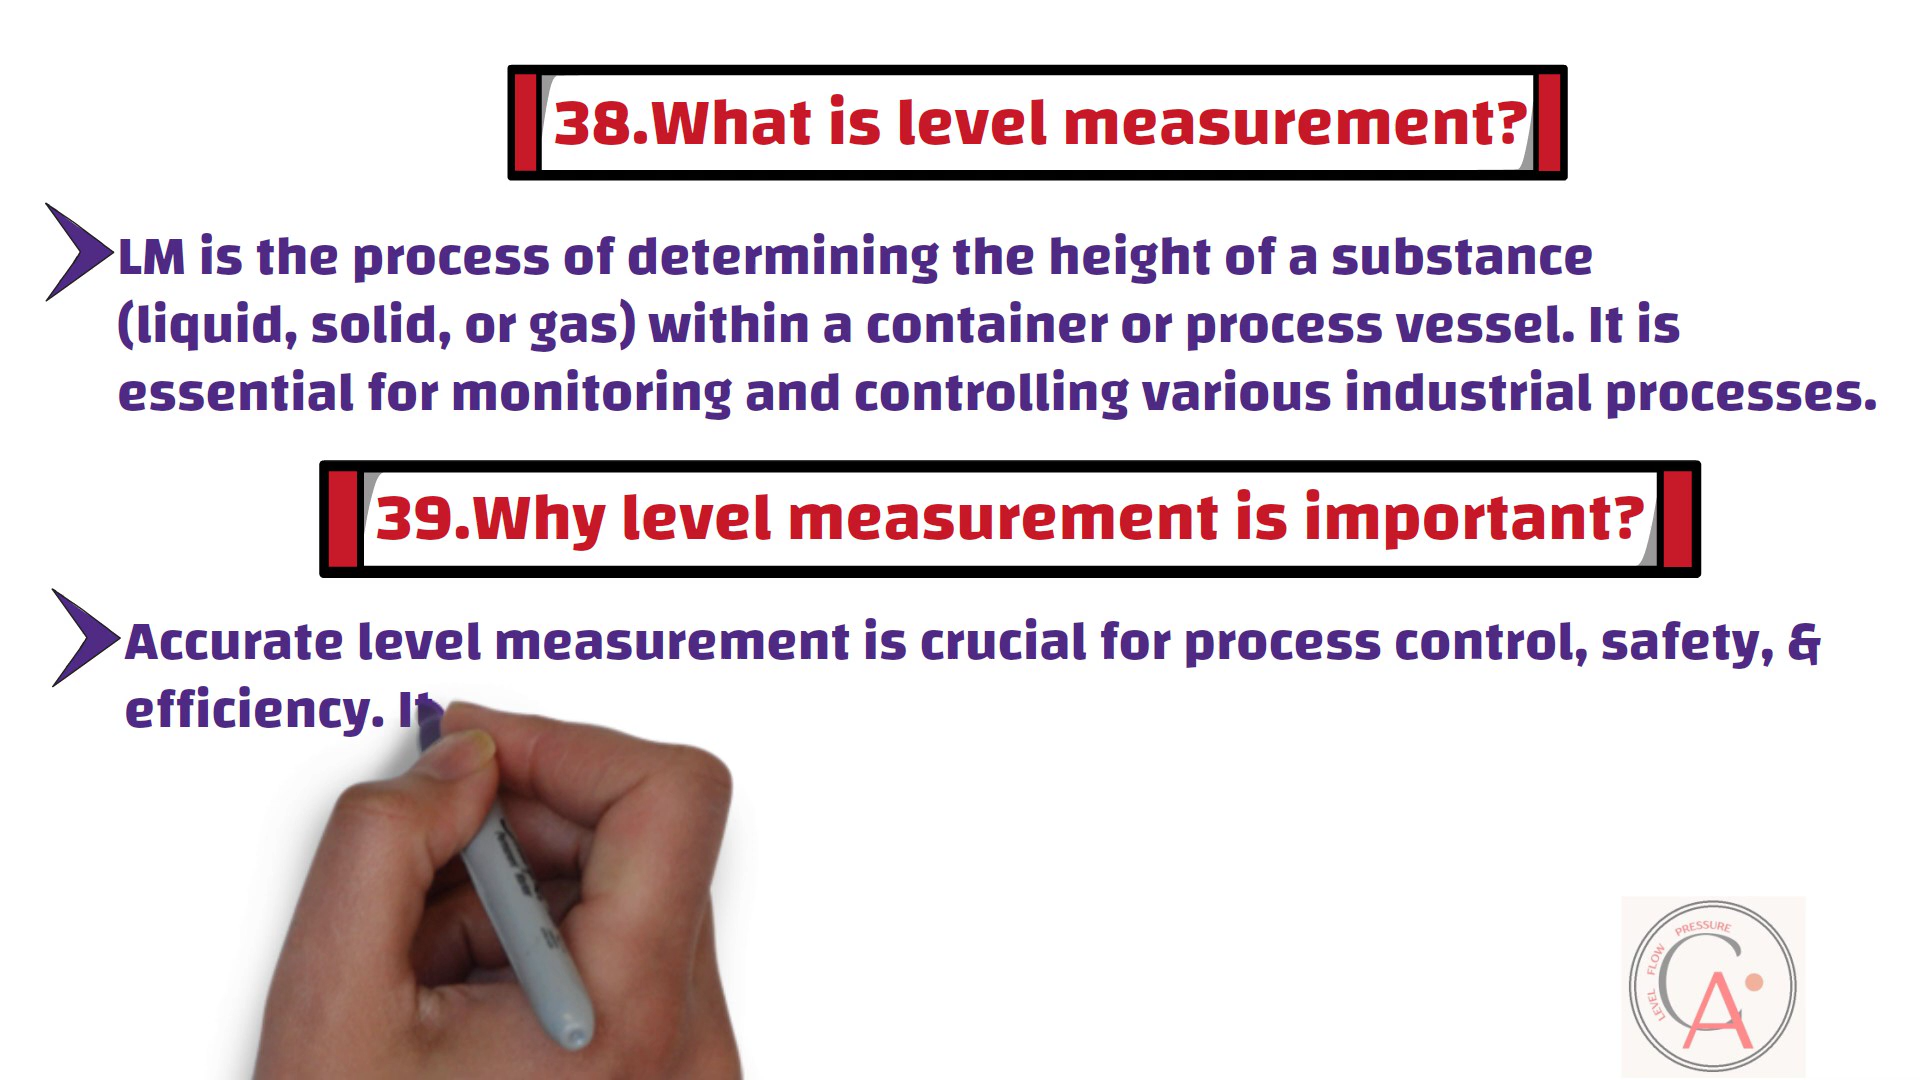 38.What is level measurement?
LM is the process of determining the height of a substance
(liquid, solid, or gas) within a container or process vessel. It is
essential for monitoring and controlling various industrial processes.
39.Why level measurement is important?
Accurate level measurement is crucial for process control, safety, &
efficiency. It
LEVEL FLOW PRESSURE
CA